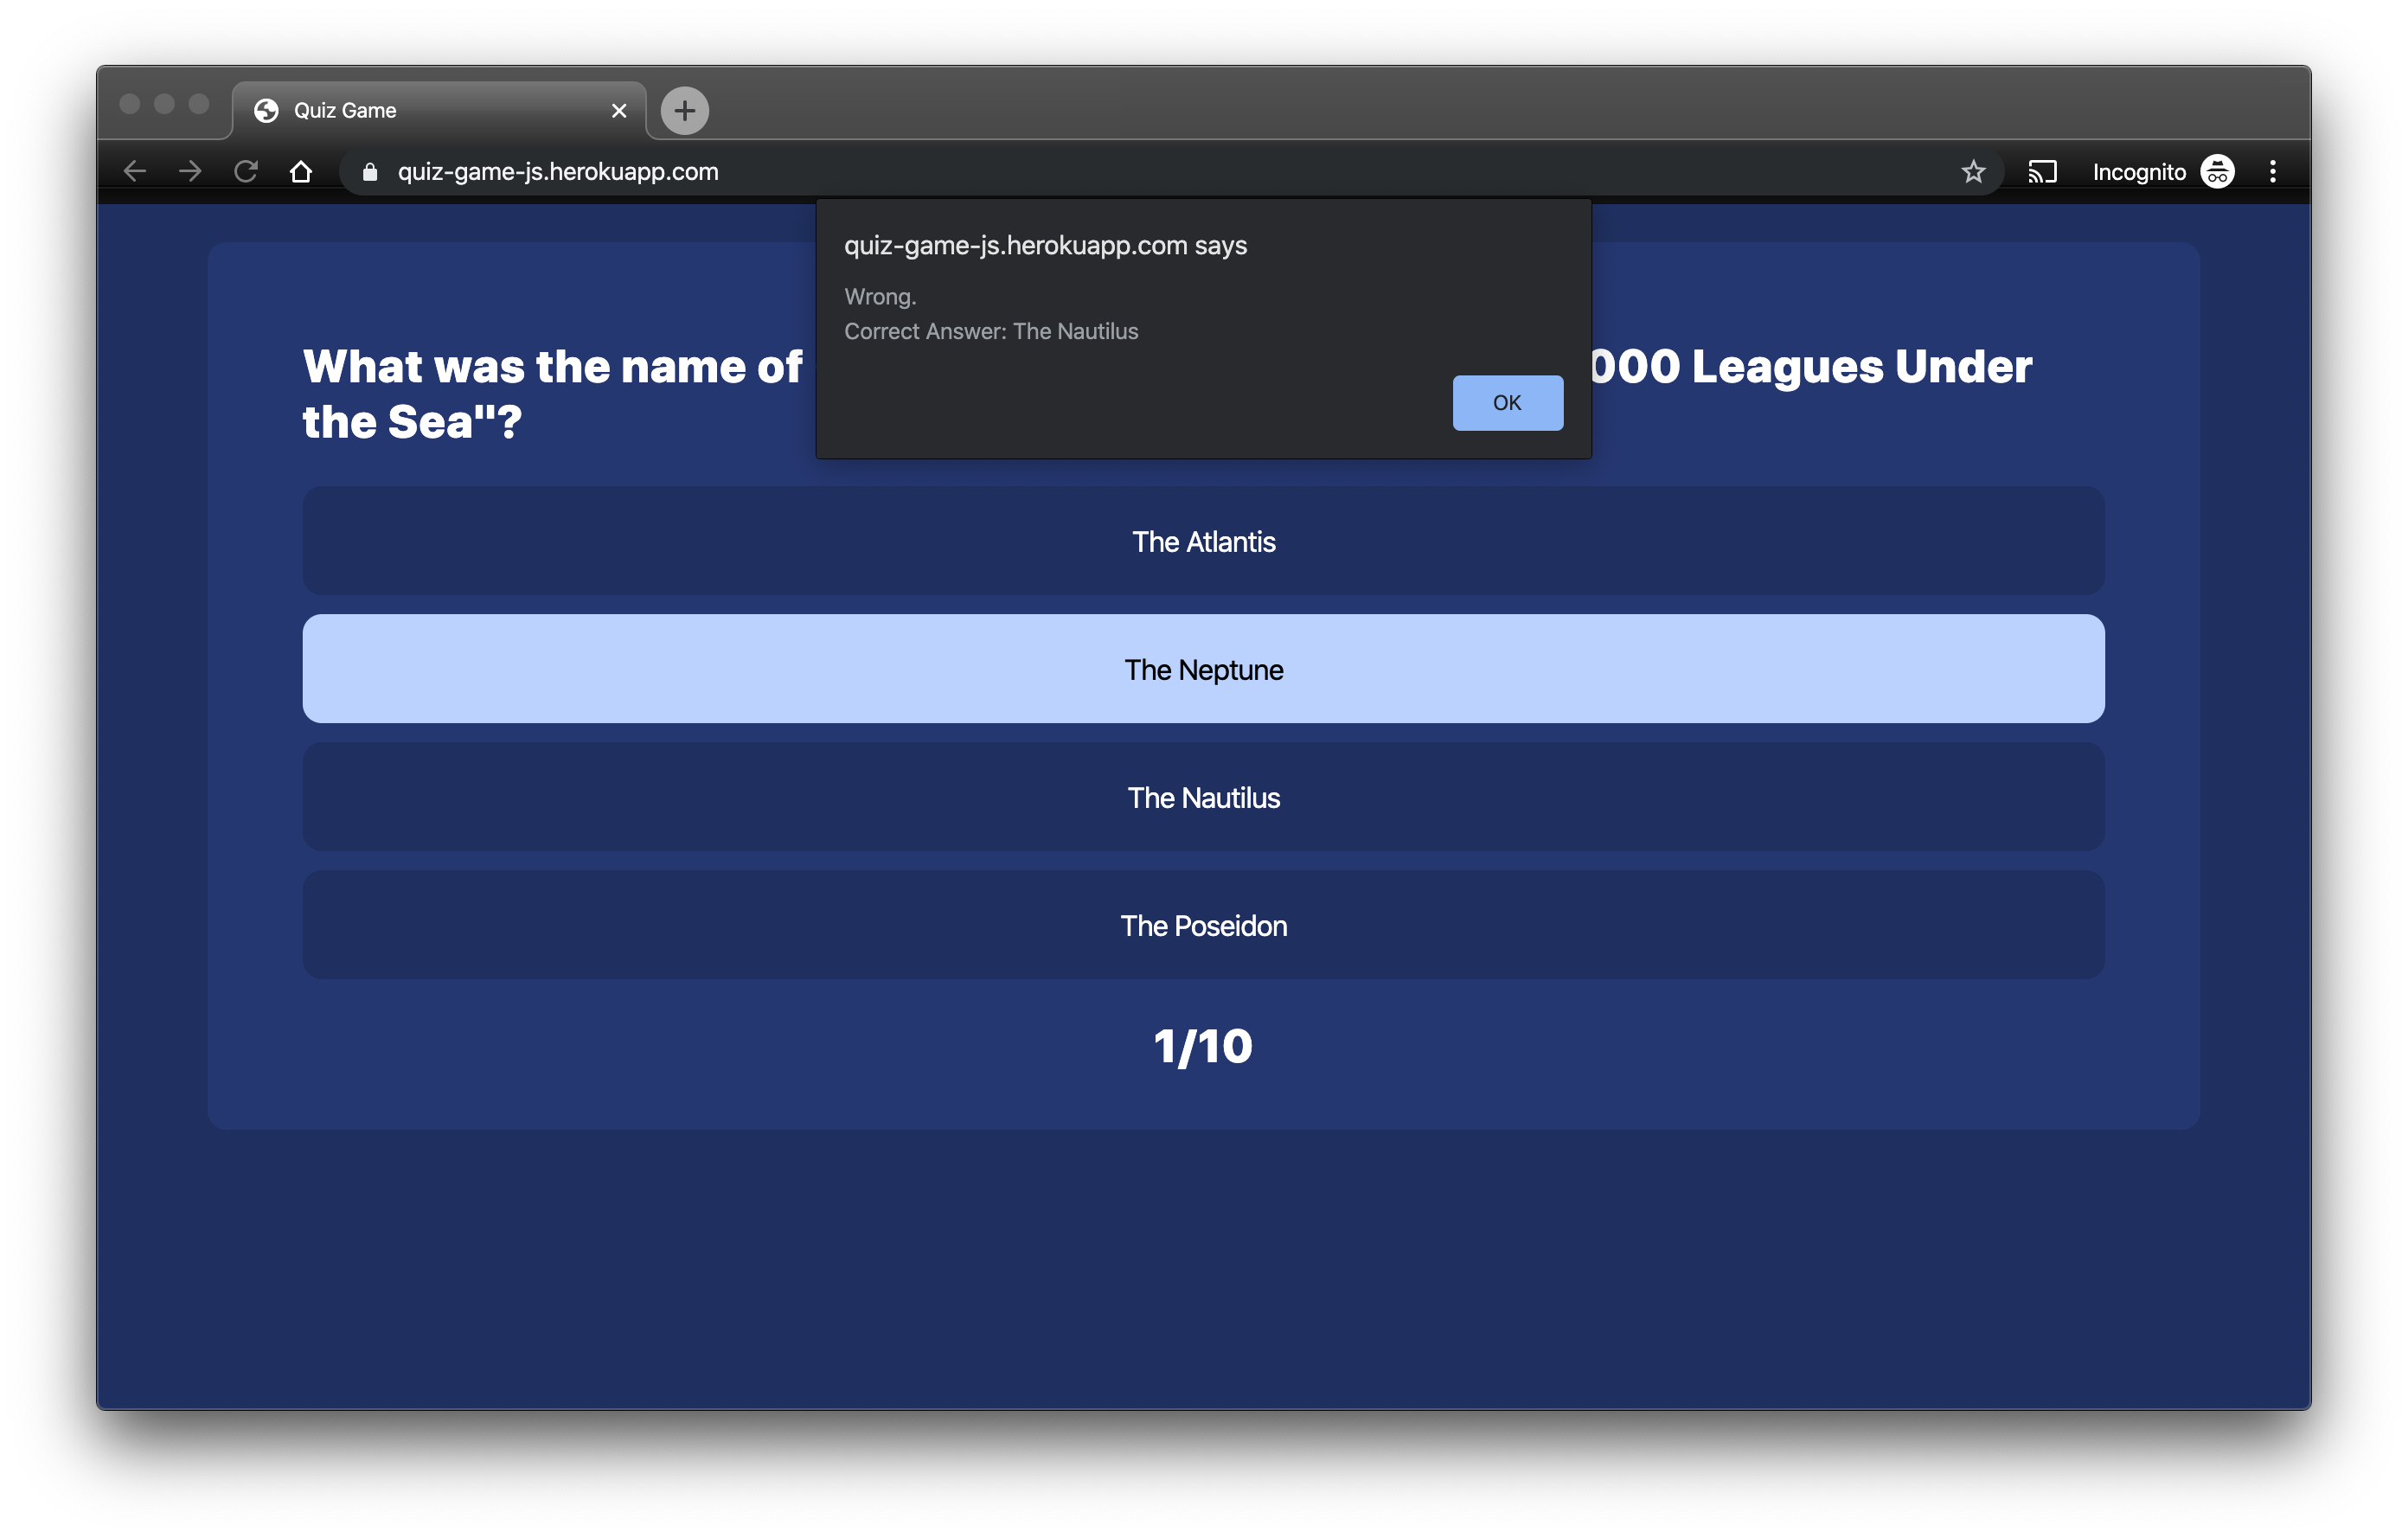 Quiz Game
quiz-game-js.herokuapp.com
Incognito
quiz-game-js.herokuapp.com says
Wrong.
Correct Answer: The Nautilus
OK
What was the name of 000 Leagues Under
the Sea"?
The Atlantis
The Neptune
The Nautilus
The Poseidon
1/10